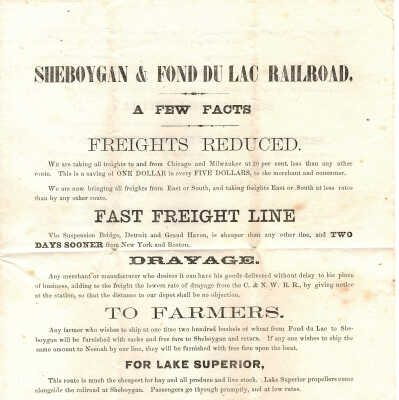 SHEBOYGAN & FOND DU LAC RAILROAD.
A FEW FACTS
FREIGHTS REDUCED.
WE are taking all freights to and from Chicago and Milwaukee at 20 per cent. less than any other
route. This is a saving of ONE DOLLAR in every FIVE DOLLARS, to the merchant and consumer.
WE are now bringing all freights from East or South, and taking freights East or South at less rates
than by any other route.
FAST FREIGHT LINE
Via Suspension Bridge, Detroit and Grand Haven, is cheaper than any other line, and TWO
DAYS SOONER from New York and Boston.
DRAYAGE.
Any merchant or manufacturer who desires it can have his goods delivered without delay to his place
of business, adding to the freight the lowest rate of drayage from the C. & N. W. R. R., by giving notice
at the station, so that the distance to our depot shall be no objection.
TO FARMERS.
Any farmer who wishes to ship at one time two hundred bushels of wheat from Fond du Lac to She-
boygan will be furnished with sacks and free fare to Sheboygan and return. If any one wishes to ship the
same amount to Neenah by our line, they will be furnished with free fare upon the boat.
FOR LAKE SUPERIOR,
This route is much the cheapest for hay and all produce and live stock. Lake Superior propellers come
alongside the railroad at Sheboygan. Passengers go through promptly, and at low rates.